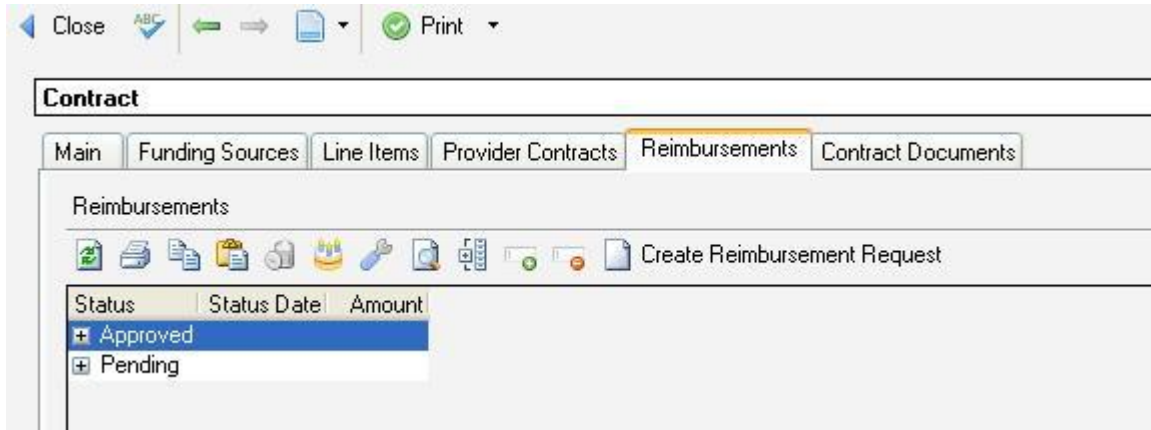 Close ABC Print
Contract
Main Funding Sources Line Items Provider Contracts Reimbursements Contract Documents
Reimbursements
Create Reimbursement Request
Status Status Date Amount
Approved
Pending